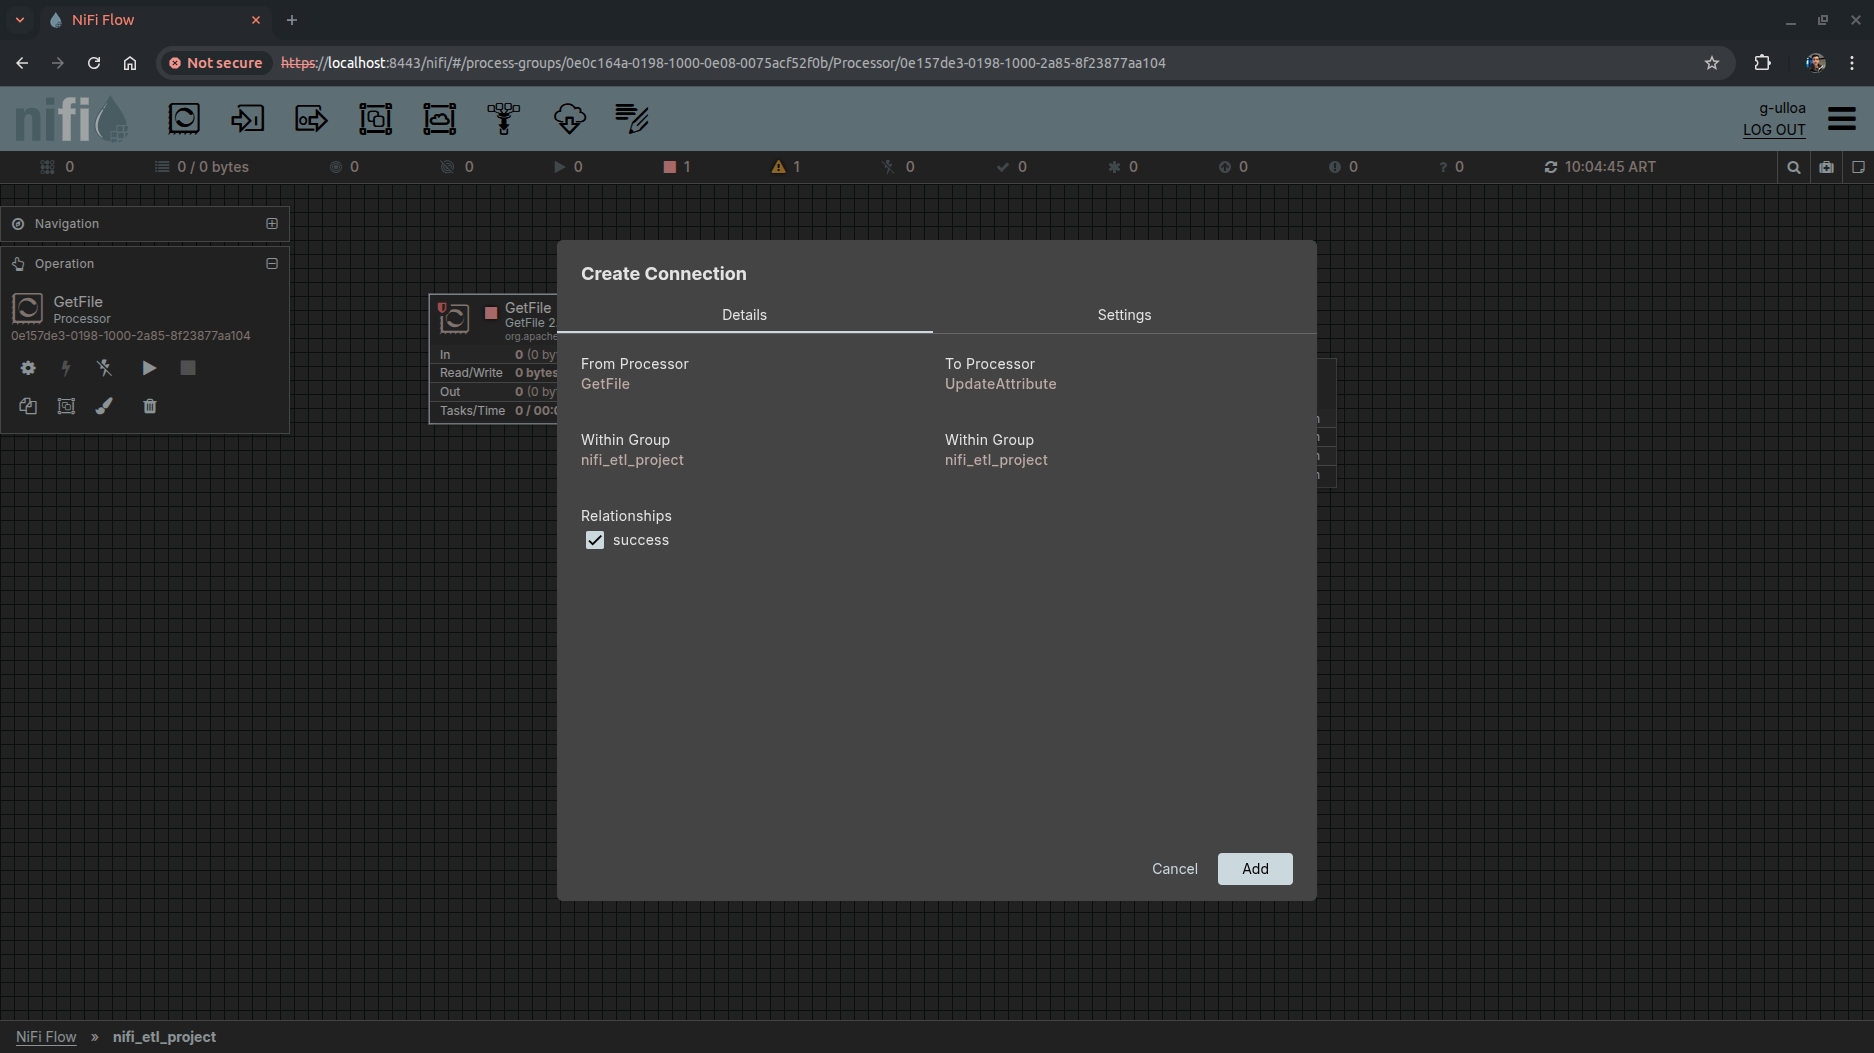 NiFi Flow
Not secure
https://localhost:8443/nifi/#/process-groups/0e0c164a-0198-1000-0e08-0075acf52f0b/Processor/0e157de3-0198-1000-2a85-8f23877aa104
nifi
g-ulloa
LOG OUT
0
0 / 0 bytes
0
0
0
1
1
0
0
0
0
0
? 0
10:04:45 ART
Navigation
Operation
GetFile
Processor
0e157de3-0198-1000-2a85-8f23877aa104
GetFile
GetFile 2.
org.apache
In 0 (0 by
Read/Write 0 bytes
Out 0 (0 by
Tasks/Time 0 / 00:0
Create Connection
Details
Settings
From Processor
GetFile
To Processor
UpdateAttribute
Within Group
nifi_etl_project
Within Group
nifi_etl_project
Relationships
success
Cancel
Add
NiFi Flow » nifi_etl_project